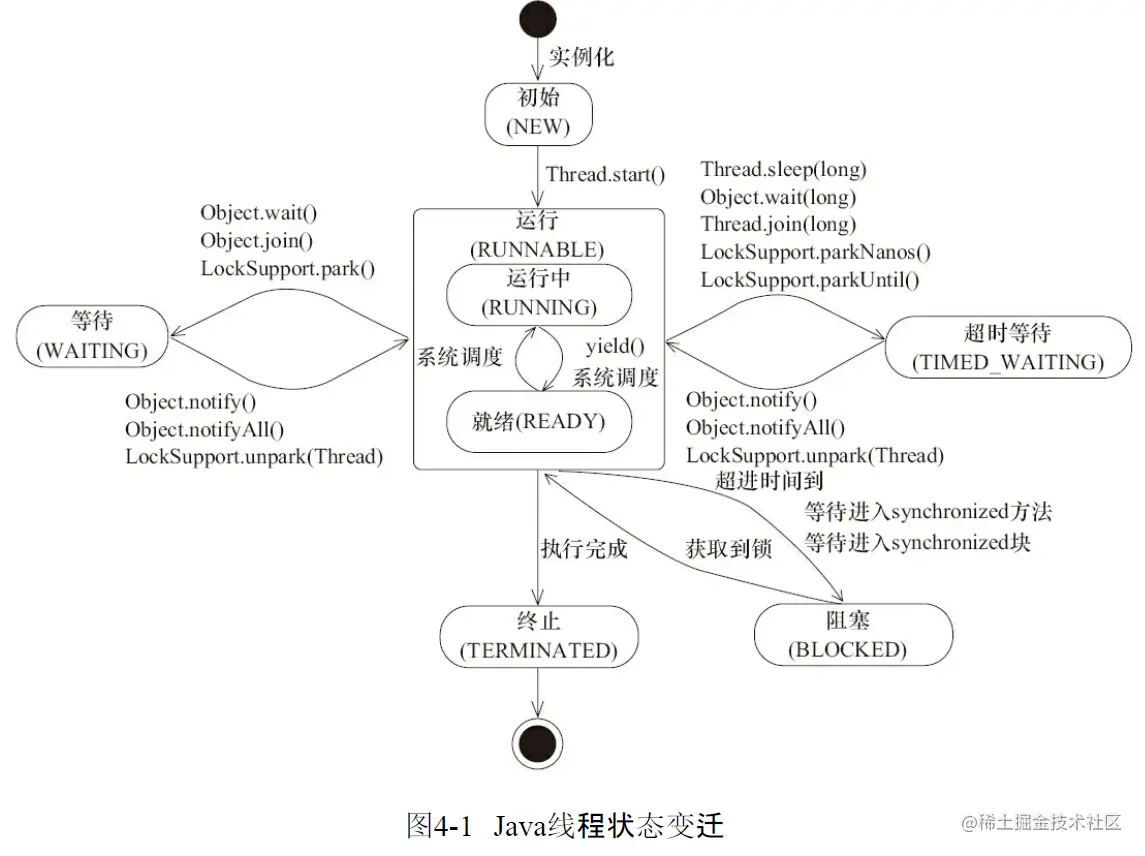 实例化
初始
(NEW)
Thread.start()
Thread.sleep(long)
Object.wait(long)
Thread.join(long)
LockSupport.parkNanos()
LockSupport.parkUntil()
Object.wait()
Object.join()
LockSupport.park()
运行
(RUNNABLE)
运行中
(RUNNING)
等待
(WAITING)
超时等待
(TIMED_WAITING)
系统调度
yield()
系统调度
就绪(READY)
Object.notify()
Object.notifyAll()
LockSupport.unpark(Thread)
Object.notify()
Object.notifyAll()
LockSupport.unpark(Thread)
超进时间到
等待进入synchronized方法
等待进入synchronized块
执行完成
获取到锁
终止
(TERMINATED)
阻塞
(BLOCKED)
图4-1 Java线程状态变迁
@稀土掘金技术社区